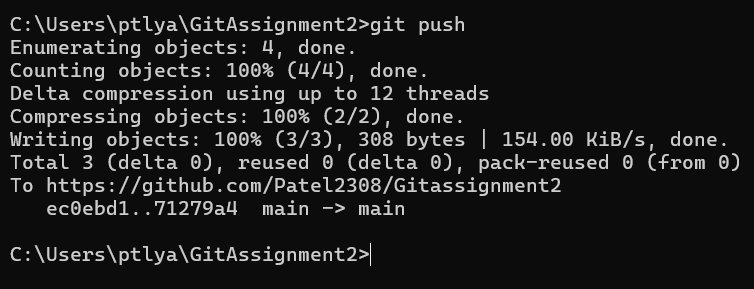 C:\Users\ptlya\GitAssignment2>git push
Enumerating objects: 4, done.
Counting objects: 100% (4/4), done.
Delta compression using up to 12 threads
Compressing objects: 100% (2/2), done.
Writing objects: 100% (3/3), 308 bytes | 154.00 KiB/s, done.
Total 3 (delta 0), reused 0 (delta 0), pack-reused 0 (from 0)
To https://github.com/Patel2308/Gitassignment2
   ec0ebd1..71279a4  main -> main
C:\Users\ptlya\GitAssignment2>